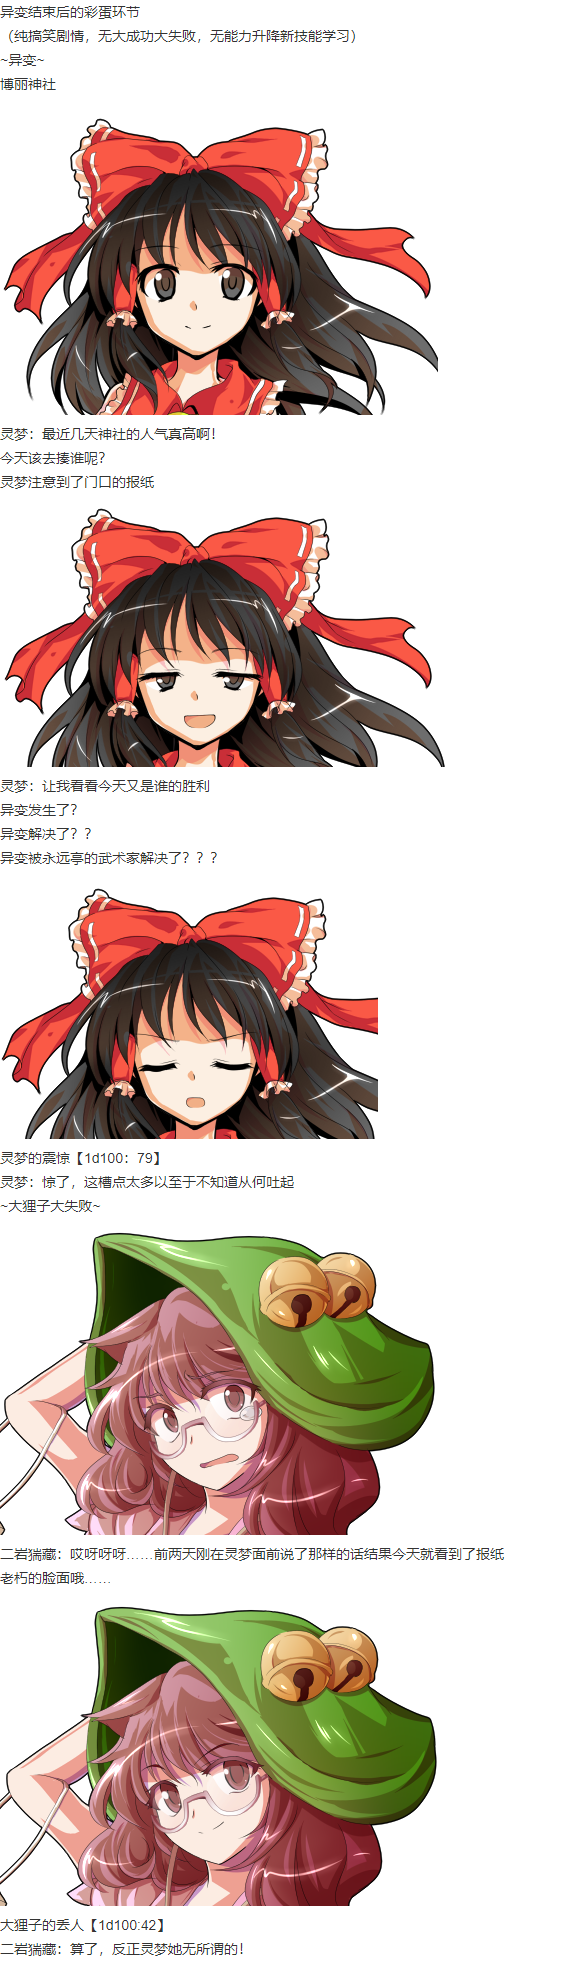 异变结束后的彩蛋环节
（纯搞笑剧情，无大成功大失败，无能力升降新技能学习）
~异变~
博丽神社
灵梦：最近几天神社的人气真高啊！
今天该去揍谁呢？
灵梦注意到了门口的报纸
灵梦：让我看看今天又是谁的胜利
异变发生了？
异变解决了？？
异变被永远亭的武术家解决了？？？
灵梦的震惊【1d100：79】
灵梦：惊了，这槽点太多以至于不知道从何吐起
~大狸子大失败~
二岩猯藏：哎呀呀呀……前两天刚在灵梦面前说了那样的话结果今天就看到了报纸
老朽的脸面哦……
大狸子的丢人【1d100:42】
二岩猯藏：算了，反正灵梦她无所谓的！